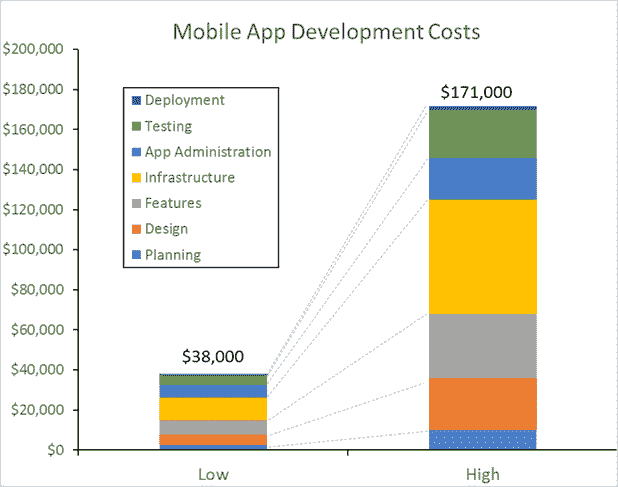 Mobile App Development Costs
$200,000
$180,000
$160,000
$140,000
$120,000
$100,000
$80,000
$60,000
$40,000
$20,000
$0
Deployment
Testing
App Administration
Infrastructure
Features
Design
Planning
$38,000
$171,000
Low
High